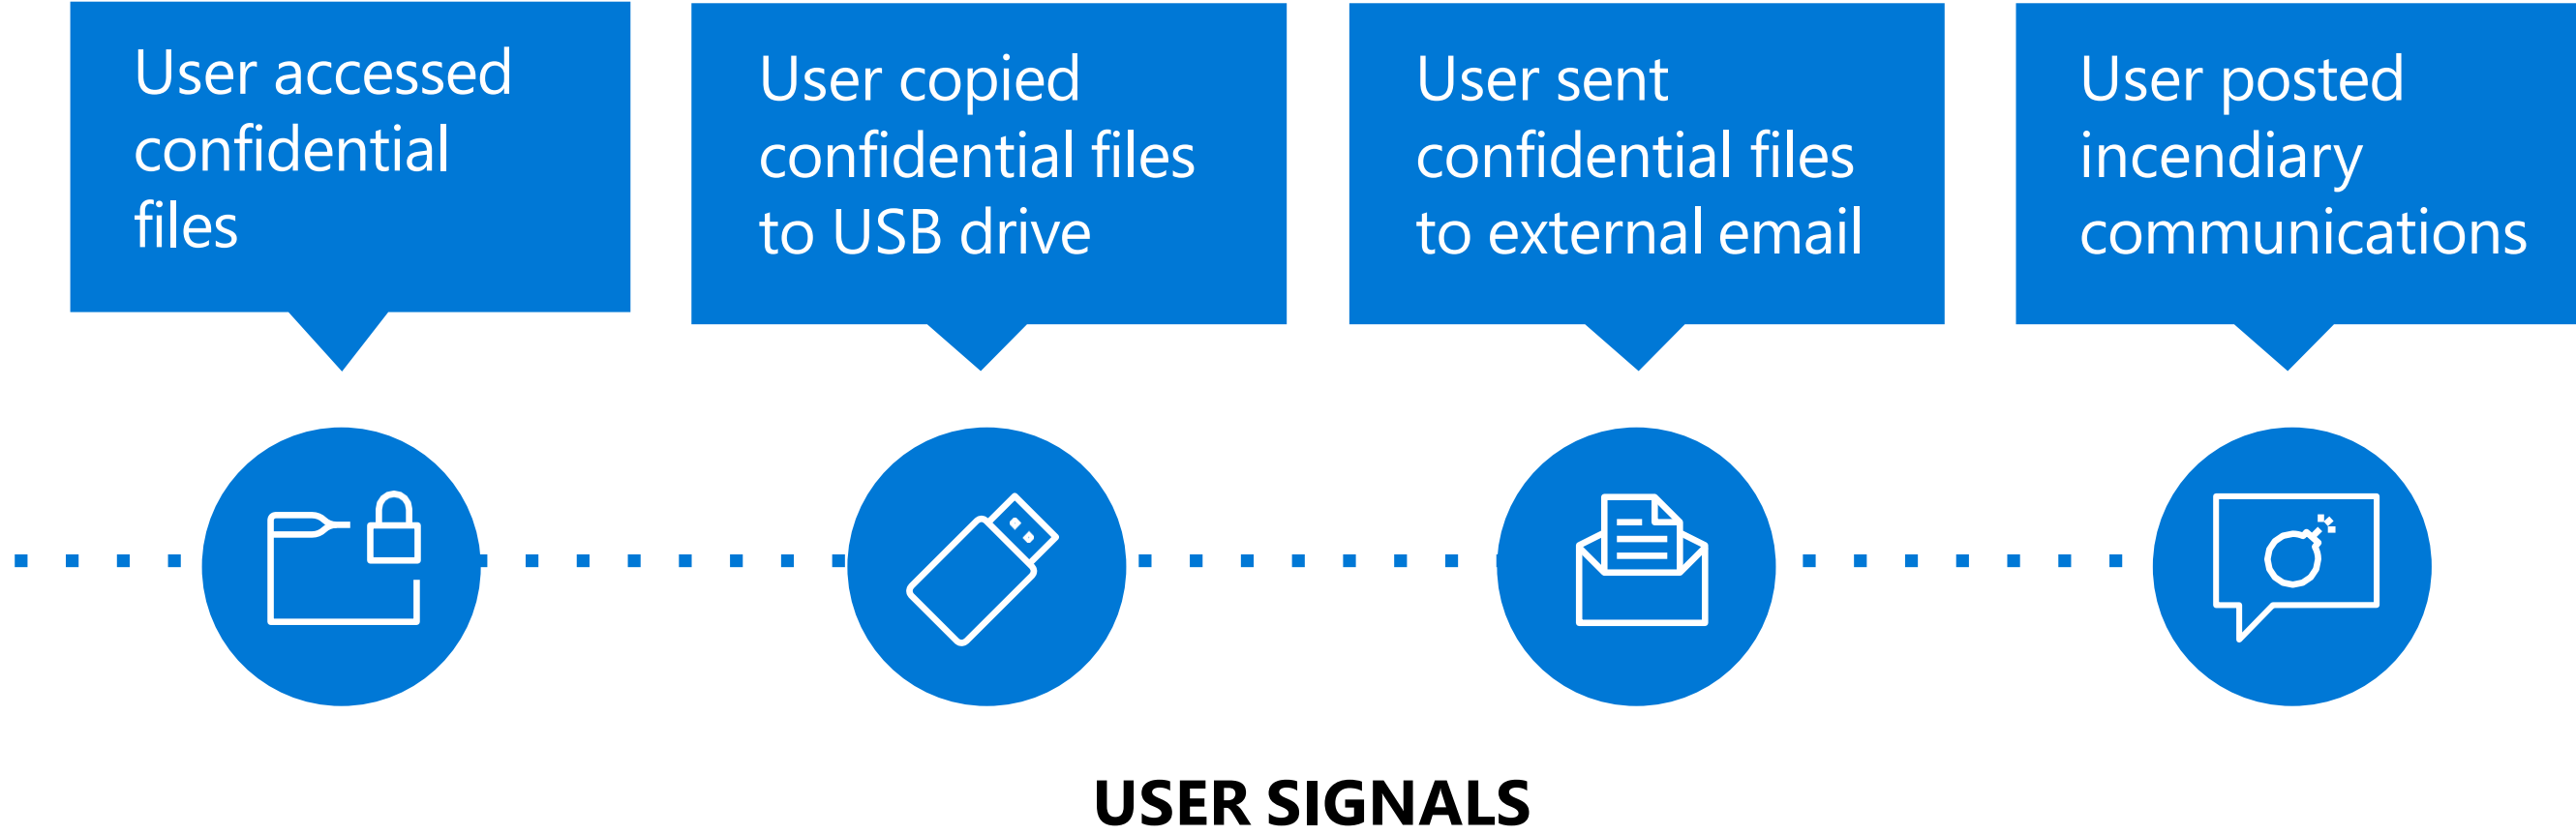 User accessed
confidential
files
User copied
confidential files
to USB drive
User sent
confidential files
to external email
User posted
incendiary
communications
USER SIGNALS